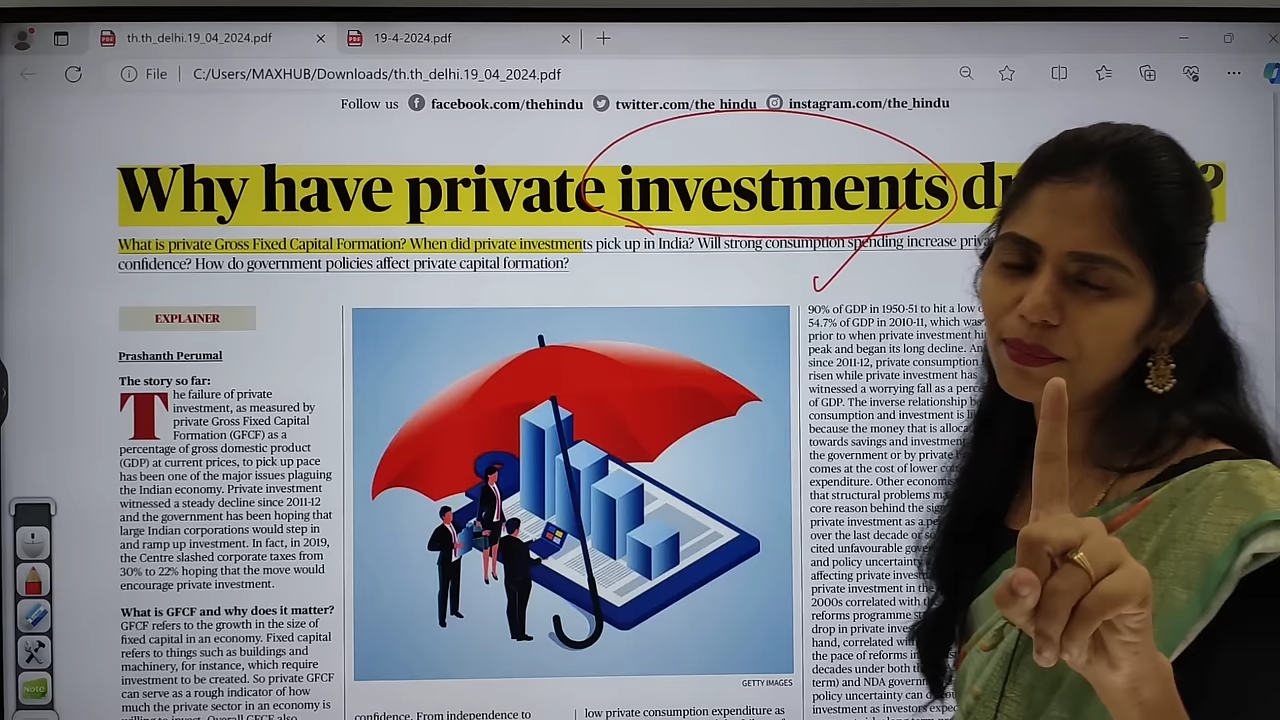 th.th_delhi.19_04_2024.pdf
19-4-2024.pdf
File
C:/Users/MAXHUB/Downloads/th.th_delhi.19_04_2024.pdf
Follow us facebook.com/thehindu twitter.com/the_hindu instagram.com/the_hindu
Why have private investments
What is private Gross Fixed Capital Formation? When did private investments pick up in India? Will strong consumption spending increase
confidence? How do government policies affect private capital formation?
EXPLAINER
Prashanth Perumal
The story so far:
The failure of private
investment, as measured by
private Gross Fixed Capital
Formation (GFCF) as a
percentage of gross domestic product
(GDP) at current prices, to pick up pace
has been one of the major issues plaguing
the Indian economy. Private investment
witnessed a steady decline since 2011-12
and the government has been hoping that
large Indian corporations would step in
and ramp up investment. In fact, in 2019,
the Centre slashed corporate taxes from
30% to 22% hoping that the move would
encourage private investment.
What is GFCF and why does it matter?
GFCF refers to the growth in the size of
fixed capital in an economy. Fixed capital
refers to things such as buildings and
machinery, for instance, which require
investment to be created. So private GFCF
can serve as a rough indicator of how
much the private sector in an economy is
willing to invest. Overall GFCF also
GETTY IMAGES
confidence. From independence to
low private consumption expenditure as
90% of GDP in 1950-51 to hit a low
54.7% of GDP in 2010-11, which was
prior to when private investment
peak and began its long decline.
since 2011-12, private consumption
risen while private investment has
witnessed a worrying fall as a
of GDP. The inverse relationship
consumption and investment is
because the money that is
towards savings and investment
the government or by private
comes at the cost of lower
expenditure. Other
that structural problems
core reason behind the
private investment as a
over the last decade or so
cited unfavourable
and policy uncertainty
affecting private
private investment in the
2000s correlated with
reforms programme
drop in private
hand, correlated
the pace of reforms in
decades under both
term) and NDA
policy uncertainty can
investment as investors
Note